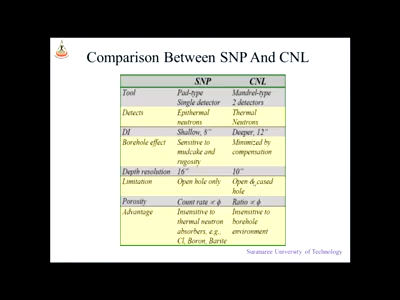 Comparison Between SNP And CNL
SNP CNL
Tool Pad-type Mandrel-type
Single detector 2 detectors
Detects Epithermal Thermal
neutrons Neutrons
DI Shallow, 8" Deeper, 12"
Borehole effect Sensitive to Minimized by
mudcake and compensation
rugosity
Depth resolution 16" 10"
Limitation Open hole only Open & cased
hole
Porosity Count rate ∝ ϕ Ratio ∝ ϕ
Advantage Insensitive to Insensitive to
thermal neutron borehole
absorbers, e.g., environment
Cl, Boron, Barite
Suranaree University of Technology